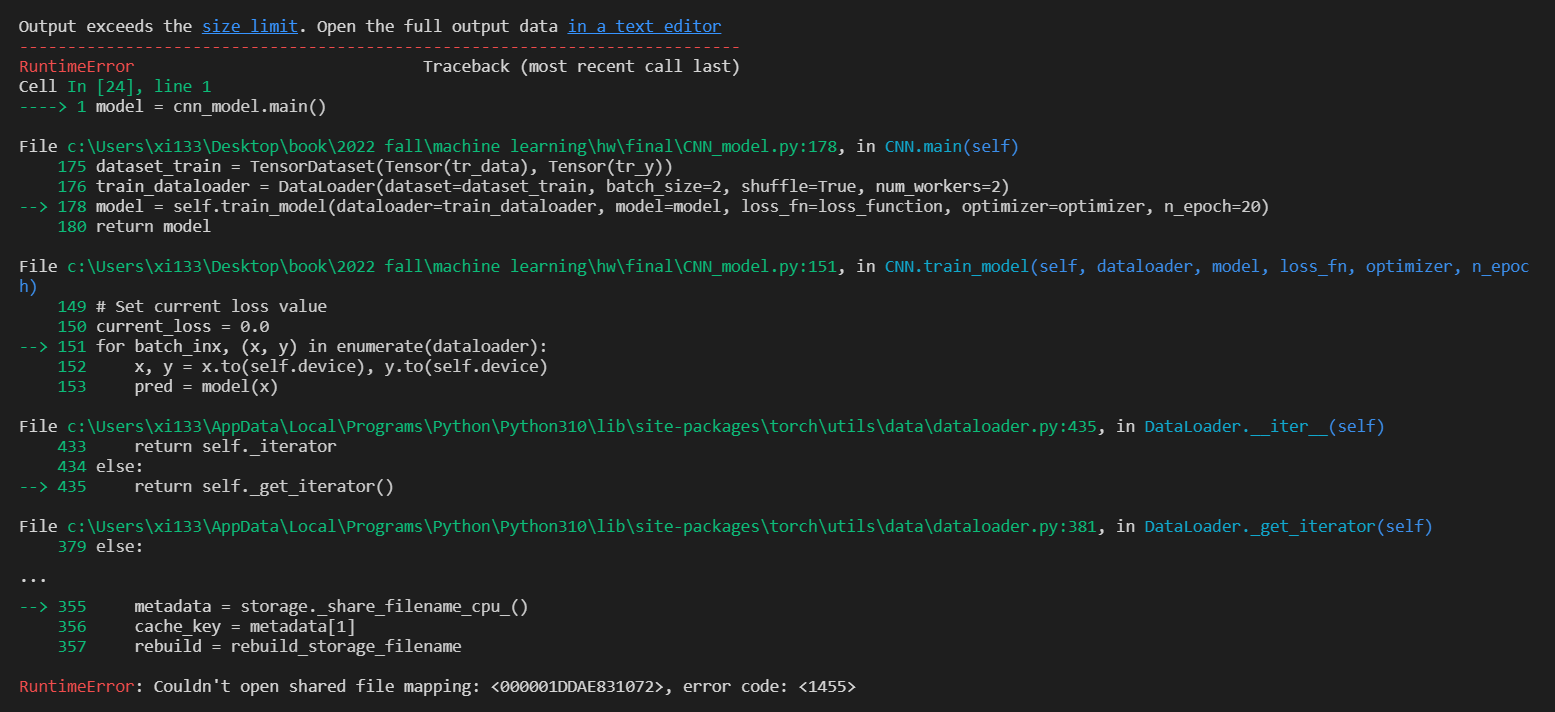 Output exceeds the size limit. Open the full output data in a text editor
---------------------------------------------------------------------------
RuntimeError                              Traceback (most recent call last)
Cell In [24], line 1
----> 1 model = cnn_model.main()
File c:\Users\xi133\Desktop\book\2022 fall\machine learning\hw\final\CNN_model.py:178, in CNN.main(self)
    175 dataset_train = TensorDataset(Tensor(tr_data), Tensor(tr_y))
    176 train_dataloader = DataLoader(dataset=dataset_train, batch_size=2, shuffle=True, num_workers=2)
--> 178 model = self.train_model(dataloader=train_dataloader, model=model, loss_fn=loss_function, optimizer=optimizer, n_epoch=20)
    180 return model
File c:\Users\xi133\Desktop\book\2022 fall\machine learning\hw\final\CNN_model.py:151, in CNN.train_model(self, dataloader, model, loss_fn, optimizer, n_epoc
h)
    149 # Set current loss value
    150 current_loss = 0.0
--> 151 for batch_inx, (x, y) in enumerate(dataloader):
    152     x, y = x.to(self.device), y.to(self.device)
    153     pred = model(x)
File c:\Users\xi133\AppData\Local\Programs\Python\Python310\lib\site-packages\torch\utils\data\dataloader.py:435, in DataLoader.__iter__(self)
    433     return self._iterator
    434 else:
--> 435     return self._get_iterator()
File c:\Users\xi133\AppData\Local\Programs\Python\Python310\lib\site-packages\torch\utils\data\dataloader.py:381, in DataLoader._get_iterator(self)
    379 else:
...
--> 355     metadata = storage._share_filename_cpu_()
    356     cache_key = metadata[1]
    357     rebuild = rebuild_storage_filename
RuntimeError: Couldn't open shared file mapping: <000001DDAE831072>, error code: <1455>